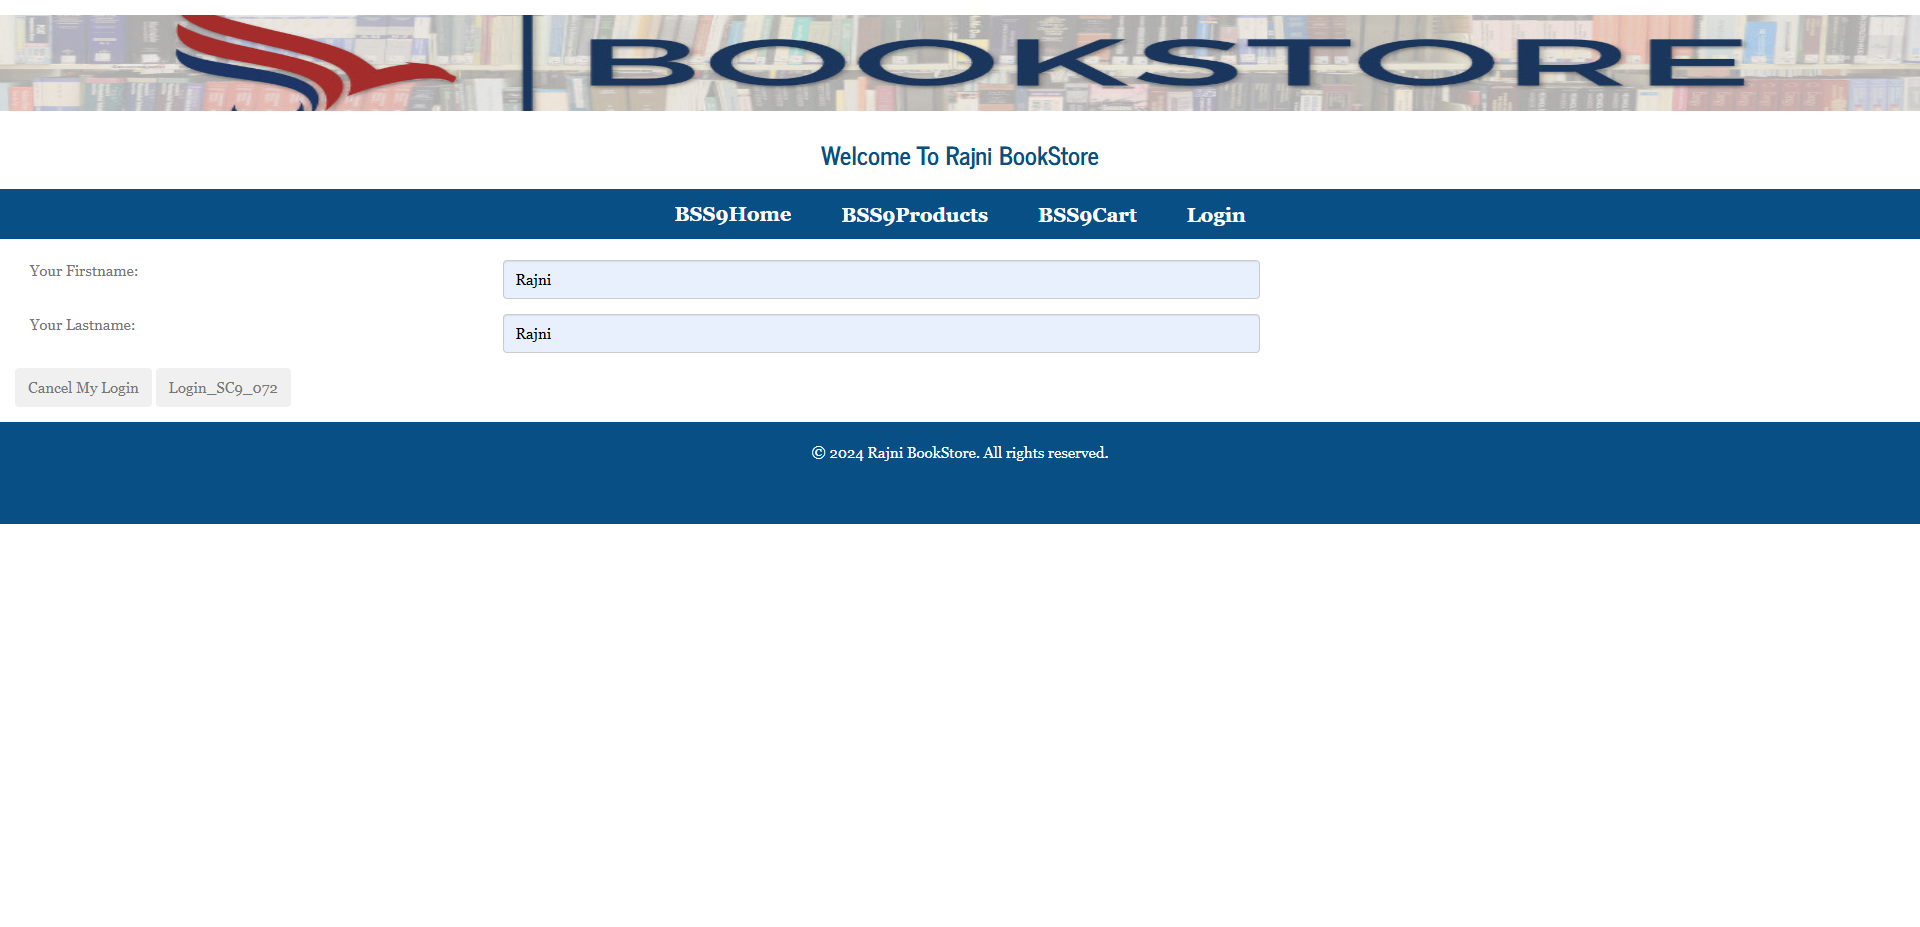 BOOKSTORE
Welcome To Rajni BookStore
BSS9Home BSS9Products BSS9Cart Login
Your Firstname: Rajni
Your Lastname: Rajni
Cancel My Login Login_SC9_072
© 2024 Rajni BookStore. All rights reserved.